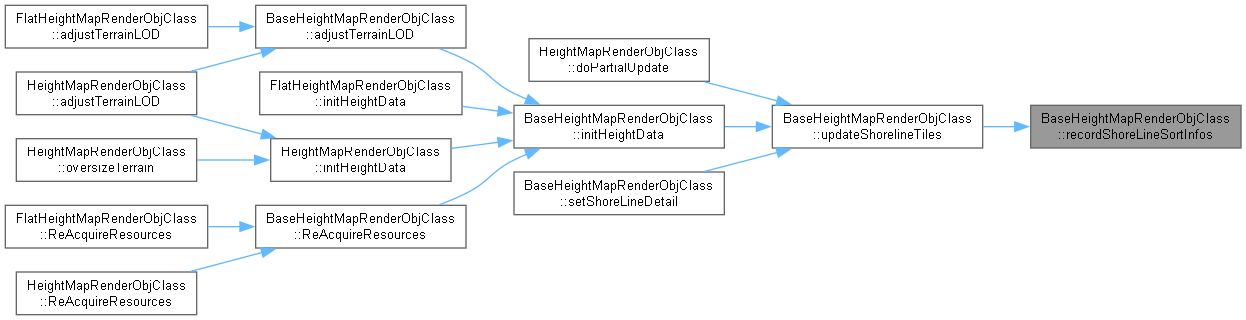 FlatHeightMapRenderObjClass
::adjustTerrainLOD
HeightMapRenderObjClass
::adjustTerrainLOD
HeightMapRenderObjClass
::oversizeTerrain
FlatHeightMapRenderObjClass
::ReAcquireResources
HeightMapRenderObjClass
::ReAcquireResources
BaseHeightMapRenderObjClass
::adjustTerrainLOD
FlatHeightMapRenderObjClass
::initHeightData
HeightMapRenderObjClass
::initHeightData
BaseHeightMapRenderObjClass
::ReAcquireResources
HeightMapRenderObjClass
::doPartialUpdate
BaseHeightMapRenderObjClass
::initHeightData
BaseHeightMapRenderObjClass
::setShoreLineDetail
BaseHeightMapRenderObjClass
::updateShorelineTiles
BaseHeightMapRenderObjClass
::recordShoreLineSortInfos